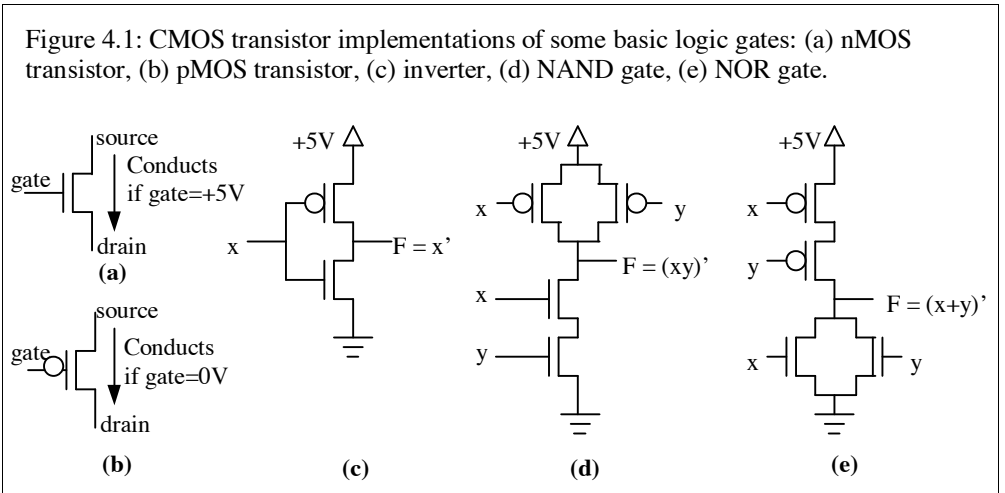 Figure 4.1: CMOS transistor implementations of some basic logic gates: (a) nMOS
transistor, (b) pMOS transistor, (c) inverter, (d) NAND gate, (e) NOR gate.
source
gate
Conducts
if gate=+5V
drain
(a)
source
gate
Conducts
if gate=0V
drain
(b)
+5V
x
F = x’
(c)
+5V
x
y
F = (xy)’
x
y
(d)
+5V
x
y
F = (x+y)’
x
y
(e)